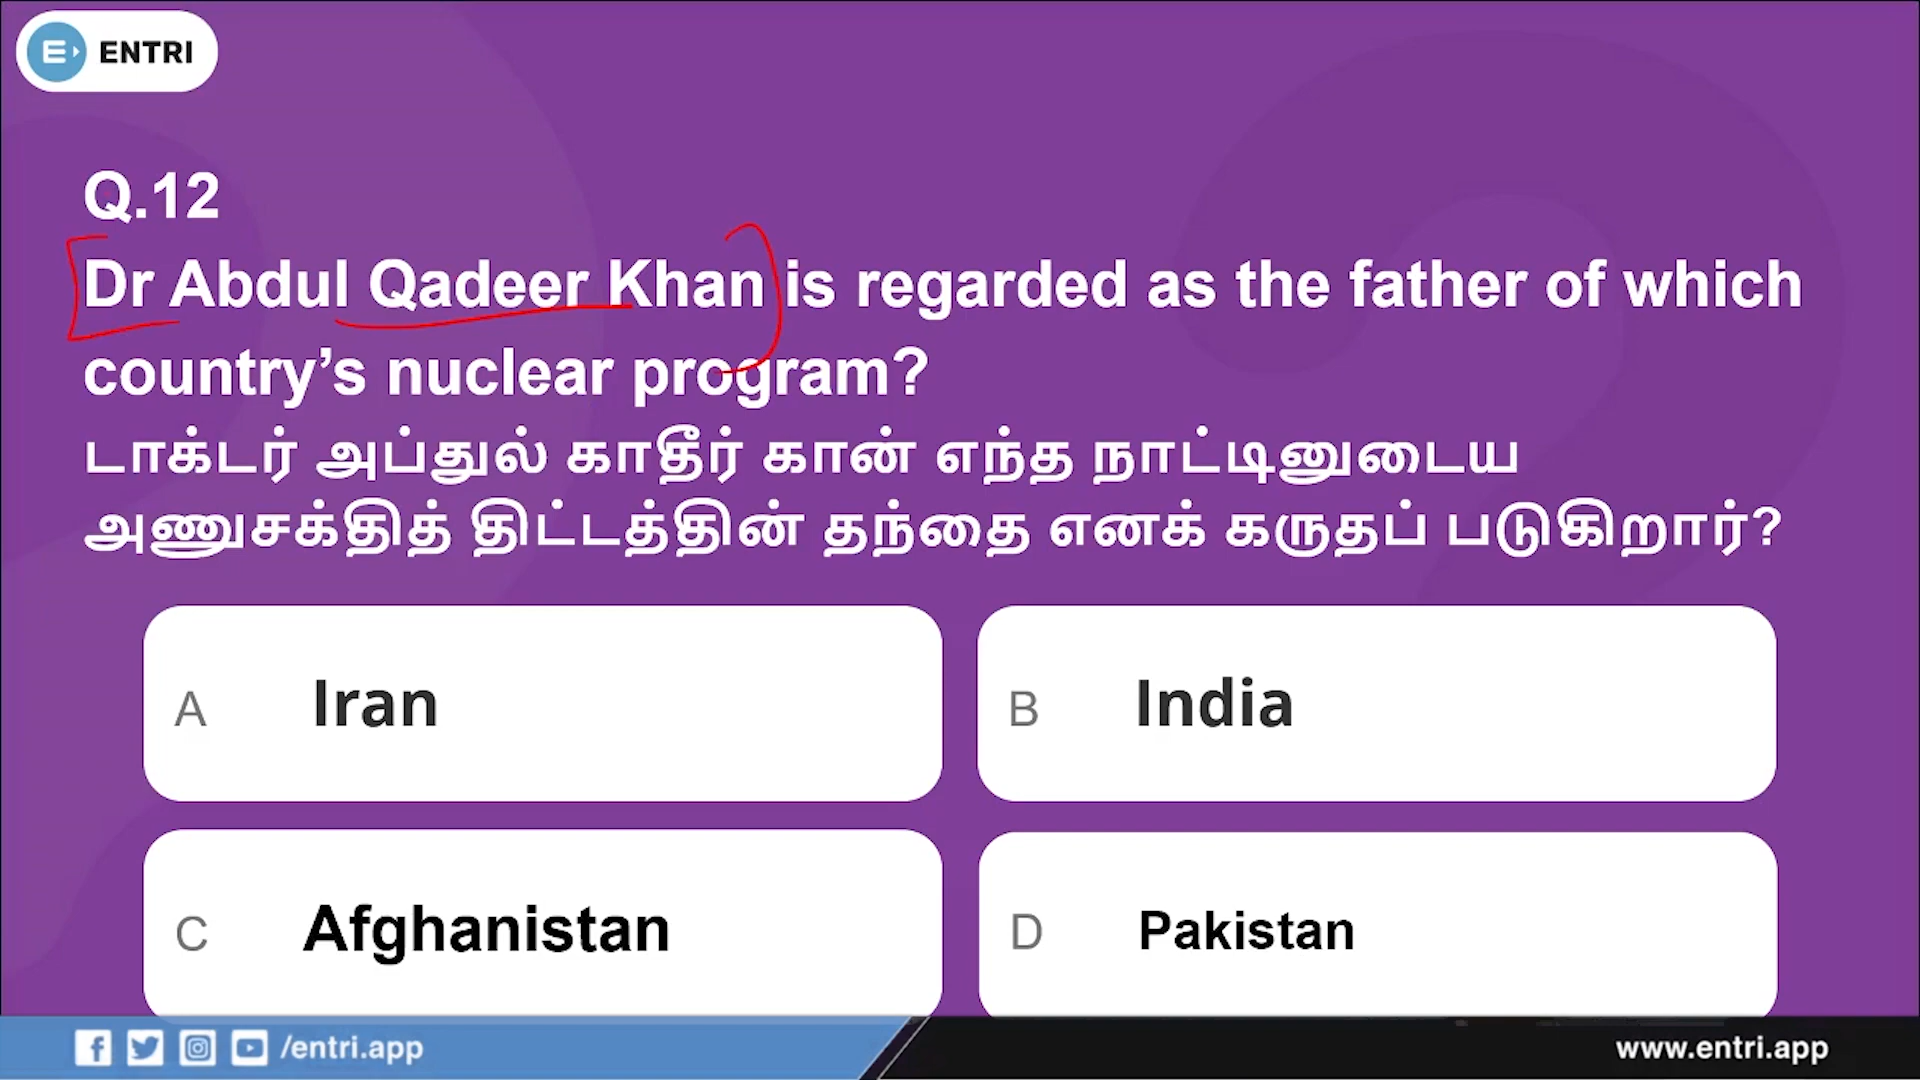 ENTRI
Q.12
Dr Abdul Qadeer Khan is regarded as the father of which
country’s nuclear program?
டாக்டர் அப்துல் காதீர் கான் எந்த நாட்டினுடைய
அணுசக்தித் திட்டத்தின் தந்தை எனக் கருதப் படுகிறார்?
A Iran
B India
C Afghanistan
D Pakistan
/entri.app
www.entri.app